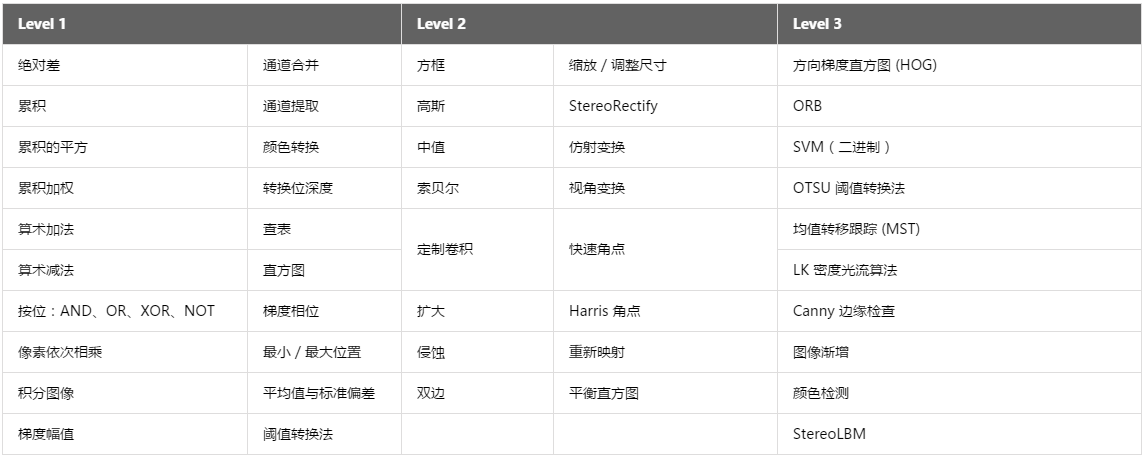 Level 1 Level 2 Level 3
绝对差 通道合并 方框 缩放 / 调整尺寸 方向梯度直方图 (HOG)
累积 通道提取 高斯 StereoRectify ORB
累积的平方 颜色转换 中值 仿射变换 SVM（二进制）
累积加权 转换位深度 索贝尔 视角变换 OTSU 阈值转换法
算术加法 查表 定制卷积 快速角点 均值转移跟踪 (MST)
算术减法 直方图 LK 密度光流算法
按位：AND、OR、XOR、NOT 梯度相位 扩大 Harris 角点 Canny 边缘检查
像素依次相乘 最小 / 最大位置 侵蚀 重新映射 图像渐增
积分图像 平均值与标准偏差 双边 平衡直方图 颜色检测
梯度幅值 阈值转换法 StereoLBM